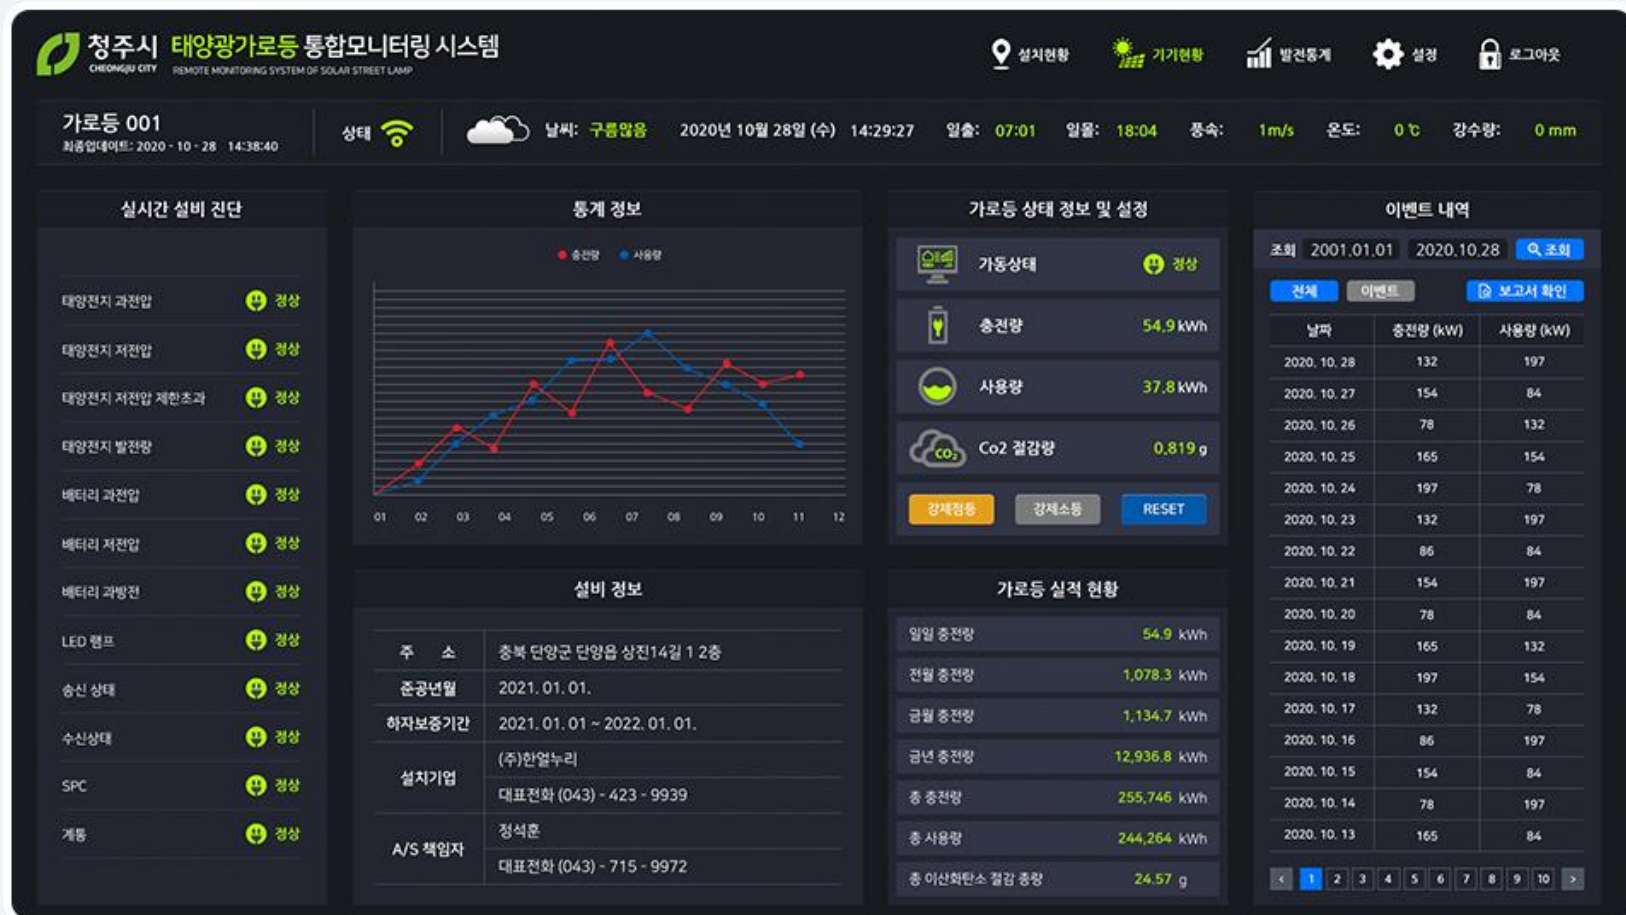 청주시 태양광가로등 통합모니터링 시스템
CHEONGJU CITY REMOTE MONITORING SYSTEM OF SOLAR STREET LAMP
설치현황 기기현황 발전통계 설정 로그아웃
가로등 001
최종업데이트: 2020 - 10 - 28 14:38:40
상태
날씨: 구름많음 2020년 10월 28일 (수) 14:29:27 일출: 07:01 일몰: 18:04 풍속: 1m/s 온도: 0 ℃ 강수량: 0 mm
실시간 설비 진단
태양전지 과전압 정상
태양전지 저전압 정상
태양전지 저전압 제한초과 정상
태양전지 발전량 정상
배터리 과전압 정상
배터리 저전압 정상
배터리 과방전 정상
LED 램프 정상
송신 상태 정상
수신상태 정상
SPC 정상
계통 정상
통계 정보
충전량 사용량
01 02 03 04 05 06 07 08 09 10 11 12
설비 정보
주 소 충북 단양군 단양읍 상진14길 1 2층
준공년월 2021. 01. 01.
하자보증기간 2021. 01. 01 ~ 2022. 01. 01.
설치기업 (주)한얼누리
대표전화 (043) - 423 - 9939
A/S 책임자 정석훈
대표전화 (043) - 715 - 9972
가로등 상태 정보 및 설정
가동상태 정상
충전량 54.9 kWh
사용량 37.8 kWh
CO₂ Co2 절감량 0.819 g
강제점등 강제소등 RESET
가로등 실적 현황
일일 충전량 54.9 kWh
전월 충전량 1,078.3 kWh
금월 충전량 1,134.7 kWh
금년 충전량 12,936.8 kWh
총 충전량 255,746 kWh
총 사용량 244,264 kWh
총 이산화탄소 절감 총량 24.57 g
이벤트 내역
조회 2001.01.01 2020.10.28 조회
전체 이벤트 보고서 확인
날짜 충전량 (kW) 사용량 (kW)
2020. 10. 28 132 197
2020. 10. 27 154 84
2020. 10. 26 78 132
2020. 10. 25 165 154
2020. 10. 24 197 78
2020. 10. 23 132 197
2020. 10. 22 86 84
2020. 10. 21 154 197
2020. 10. 20 78 84
2020. 10. 19 165 132
2020. 10. 18 197 154
2020. 10. 17 132 78
2020. 10. 16 86 197
2020. 10. 15 154 84
2020. 10. 14 78 197
2020. 10. 13 165 84
< 1 2 3 4 5 6 7 8 9 10 >